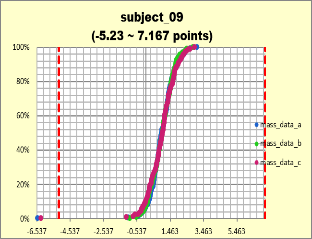 subject_09
(-5.23 ~ 7.167 points)
100%
80%
60%
40%
20%
0%
-6.537
-4.537
-2.537
-0.537
1.463
3.463
5.463
mass_data_a
mass_data_b
mass_data_c